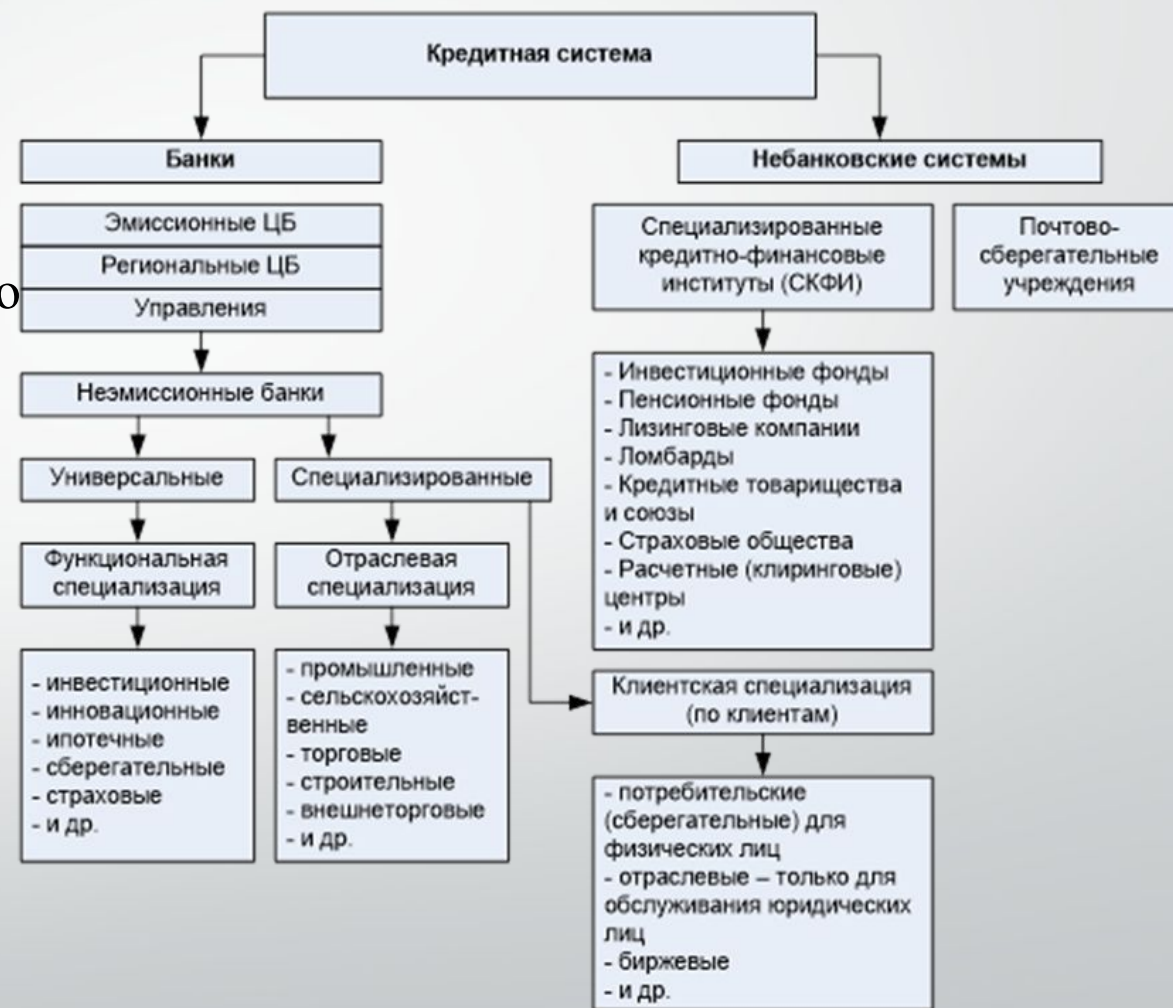 Кредитная система
Банки
Эмиссионные ЦБ
Региональные ЦБ
Управления
о
Неэмиссионные банки
Универсальные
Специализированные
Функциональная
специализация
Отраслевая
специализация
- инвестиционные
- инновационные
- ипотечные
- сберегательные
- страховые
- и др.
- промышленные
- сельскохозяйст-
венные
- торговые
- строительные
- внешнеторговые
- и др.
Небанковские системы
Специализированные
кредитно-финансовые
институты (СКФИ)
Почтово-
сберегательные
учреждения
- Инвестиционные фонды
- Пенсионные фонды
- Лизинговые компании
- Ломбарды
- Кредитные товарищества
и союзы
- Страховые общества
- Расчетные (клиринговые)
центры
- и др.
Клиентская специализация
(по клиентам)
- потребительские
(сберегательные) для
физических лиц
- отраслевые – только для
обслуживания юридических
лиц
- биржевые
- и др.